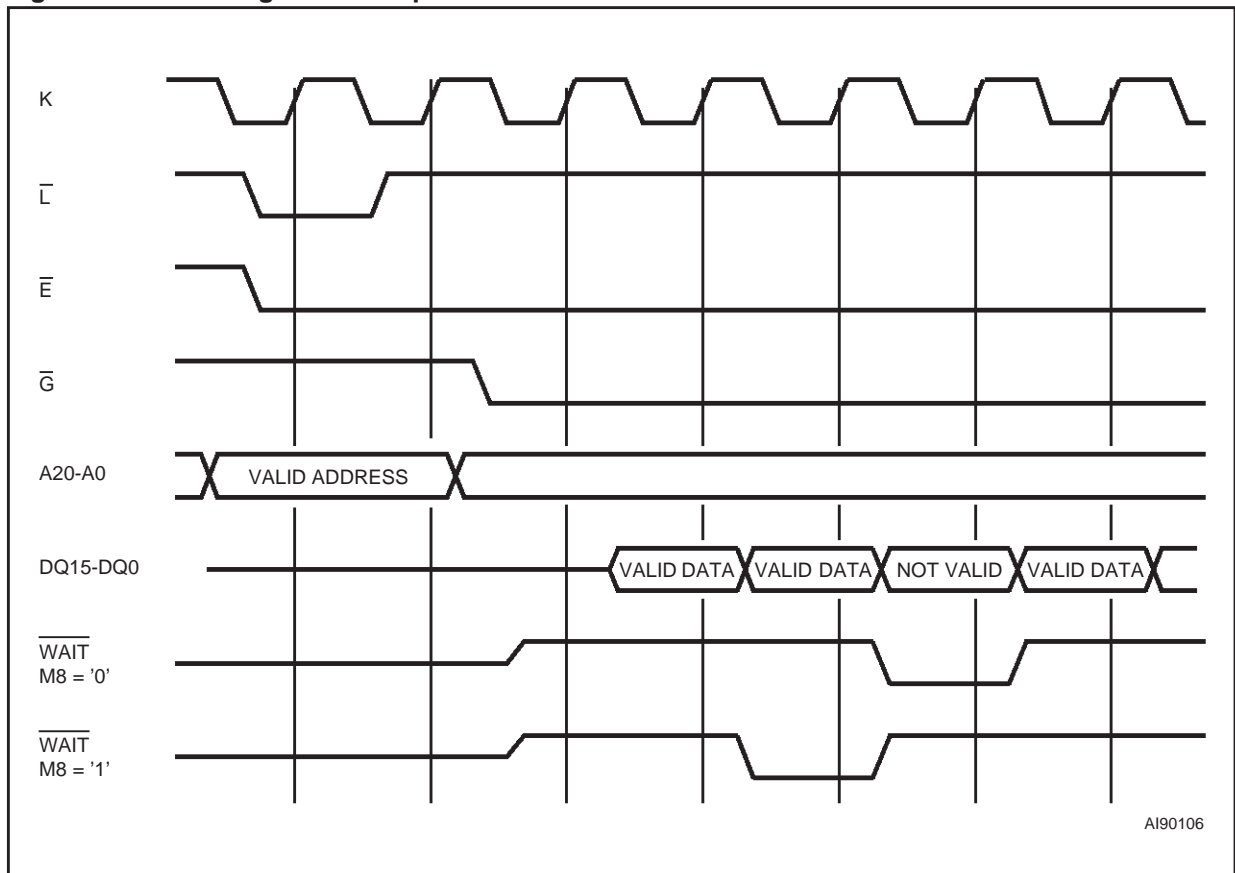 K
L
E
G
A20-A0
VALID ADDRESS
DQ15-DQ0
VALID DATA VALID DATA NOT VALID VALID DATA
WAIT
M8 = '0'
WAIT
M8 = '1'
AI90106